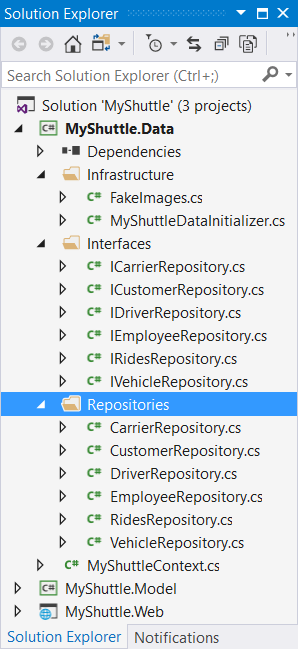 Solution Explorer
Search Solution Explorer (Ctrl+;)
Solution 'MyShuttle' (3 projects)
C# MyShuttle.Data
Dependencies
Infrastructure
C# FakeImages.cs
C# MyShuttleDataInitializer.cs
Interfaces
C# ICarrierRepository.cs
C# ICustomerRepository.cs
C# IDriverRepository.cs
C# IEmployeeRepository.cs
C# IRidesRepository.cs
C# IVehicleRepository.cs
Repositories
C# CarrierRepository.cs
C# CustomerRepository.cs
C# DriverRepository.cs
C# EmployeeRepository.cs
C# RidesRepository.cs
C# VehicleRepository.cs
C# MyShuttleContext.cs
C# MyShuttle.Model
MyShuttle.Web
Solution Explorer Notifications